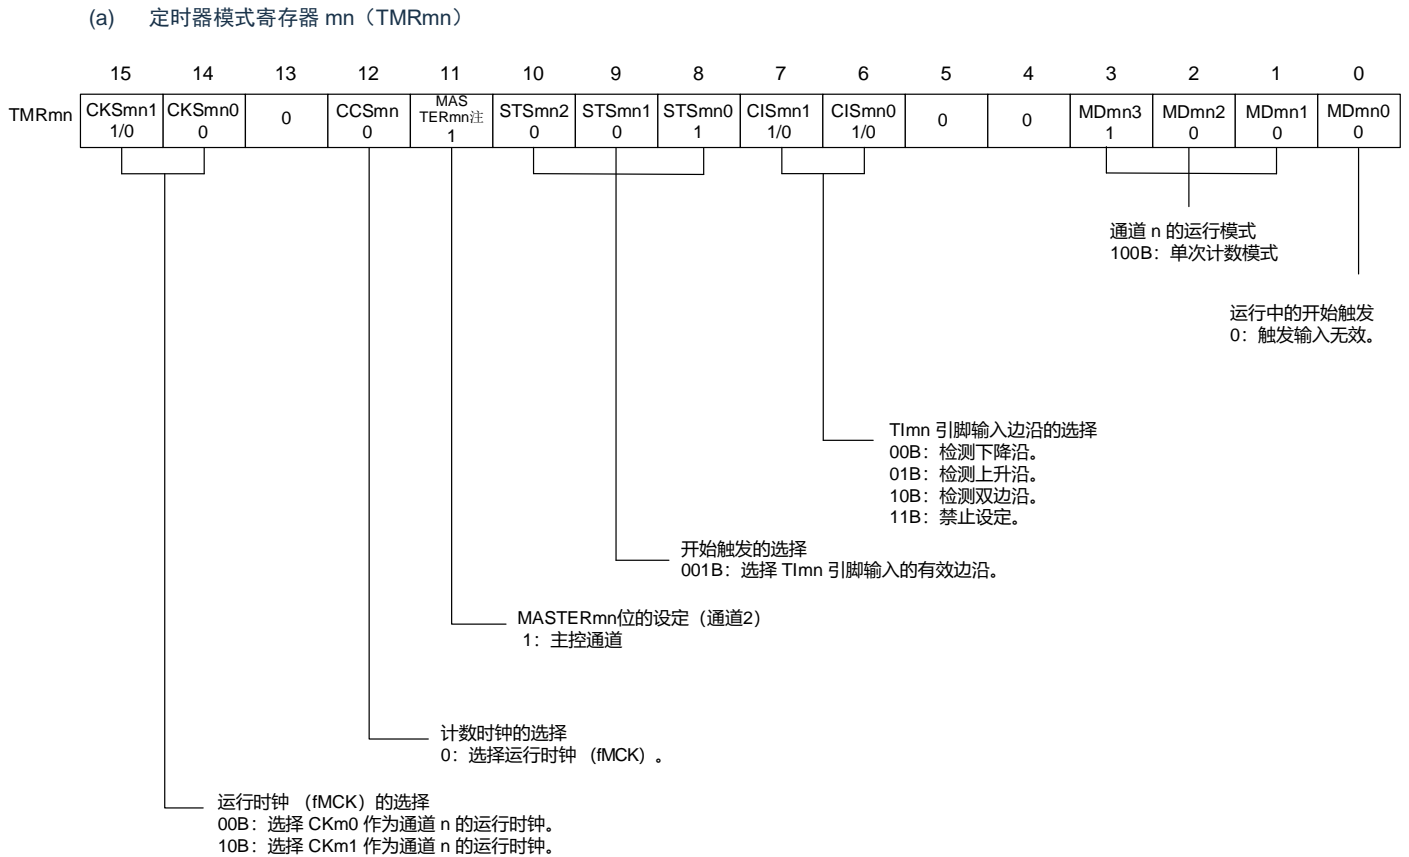 (a) 定时器模式寄存器 mn（TMRmn）
15 14 13 12 11 10 9 8 7 6 5 4 3 2 1 0
TMRmn CKSmn1 CKSmn0 0 CCSmn MAS TERmn注 STSmn2 STSmn1 STSmn0 CISmn1 CISmn0 0 0 MDmn3 MDmn2 MDmn1 MDmn0
1/0 0 0 1 0 0 1 1/0 1/0 1 0 0 0
通道 n 的运行模式
100B：单次计数模式
运行中的开始触发
0：触发输入无效。
TImn 引脚输入边沿的选择
00B：检测下降沿。
01B：检测上升沿。
10B：检测双边沿。
11B：禁止设定。
开始触发的选择
001B：选择 TImn 引脚输入的有效边沿。
MASTERmn位的设定（通道2）
1：主控通道
计数时钟的选择
0：选择运行时钟 （fMCK）。
运行时钟 （fMCK）的选择
00B：选择 CKm0 作为通道 n 的运行时钟。
10B：选择 CKm1 作为通道 n 的运行时钟。